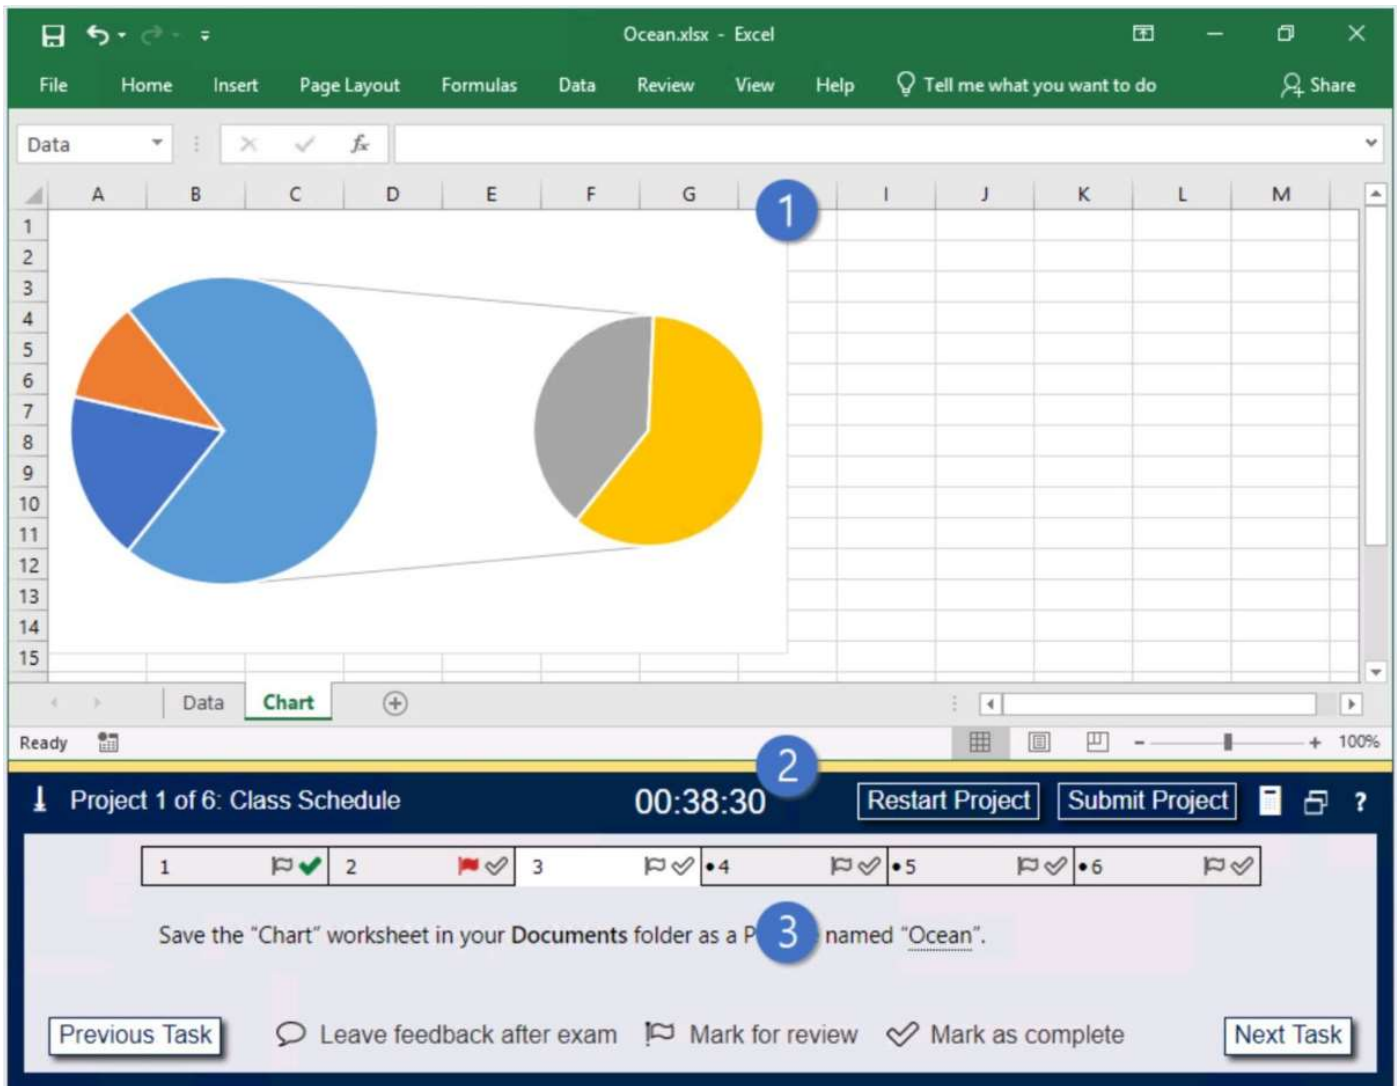 Ocean.xlsx - Excel
File Home Insert Page Layout Formulas Data Review View Help Tell me what you want to do Share
Data fx
A B C D E F G I J K L M
1
1
2
3
4
5
6
7
8
9
10
11
12
13
14
15
Data Chart
Ready 100%
2
Project 1 of 6: Class Schedule 00:38:30 Restart Project Submit Project ?
1 2 3 •4 •5 •6
Save the "Chart" worksheet in your Documents folder as a P 3 named "Ocean".
Previous Task Leave feedback after exam Mark for review Mark as complete Next Task